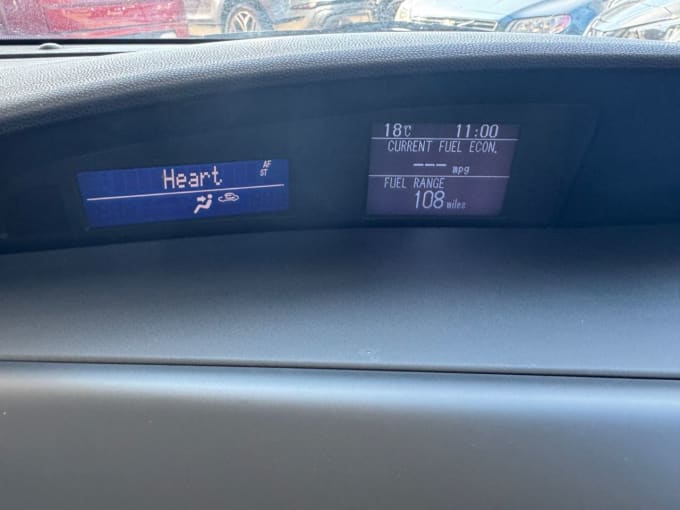 Heart
AF
ST
18℃ 11:00
CURRENT FUEL ECON.
--- mpg
FUEL RANGE
108 miles